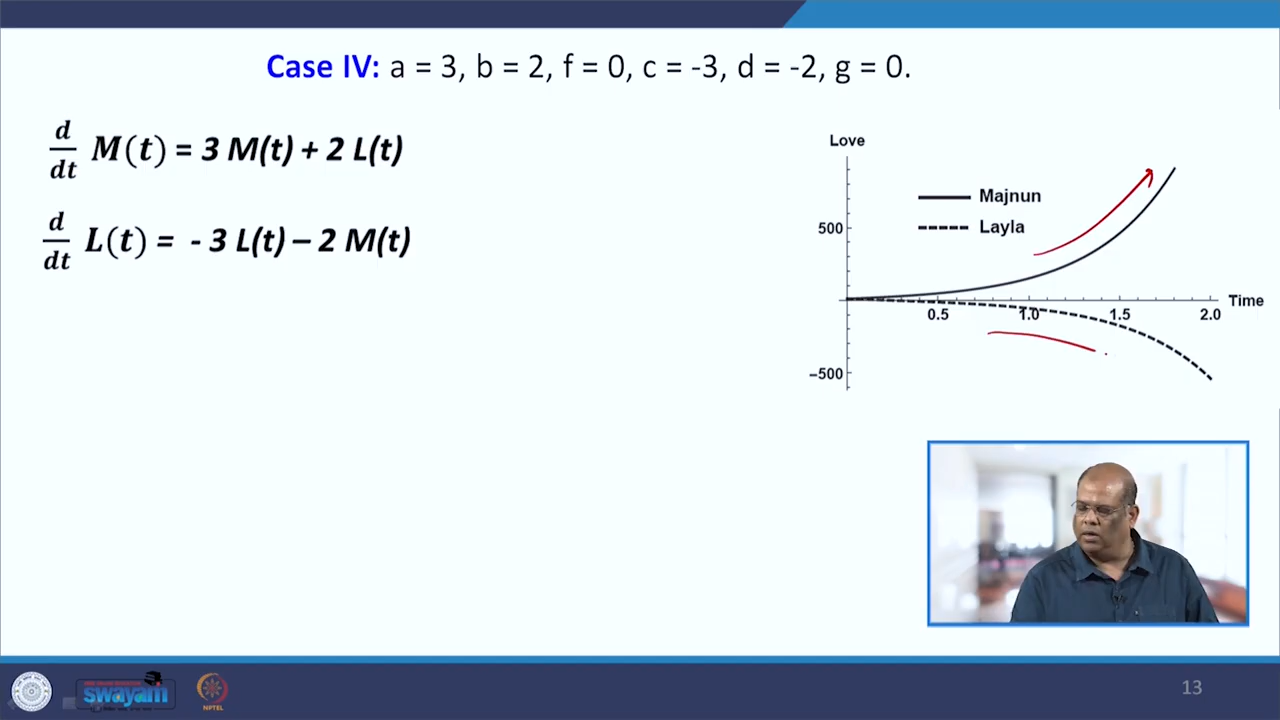 Case IV: a = 3, b = 2, f = 0, c = -3, d = -2, g = 0.
d/dt M(t) = 3 M(t) + 2 L(t)
d/dt L(t) = - 3 L(t) – 2 M(t)
Love
Majnun
500
Layla
Time
0.5 1.0 1.5 2.0
−500
swayam
NPTEL
13